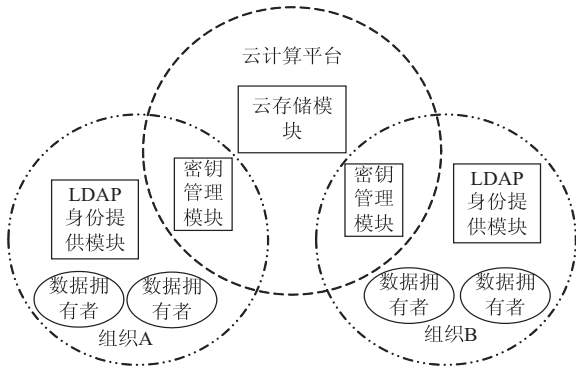 云计算平台
云存储模
块
密钥
管理
模块
密钥
管理
模块
LDAP
身份提
供模块
LDAP
身份提
供模块
数据拥
有者
数据拥
有者
数据拥
有者
数据拥
有者
组织A
组织B